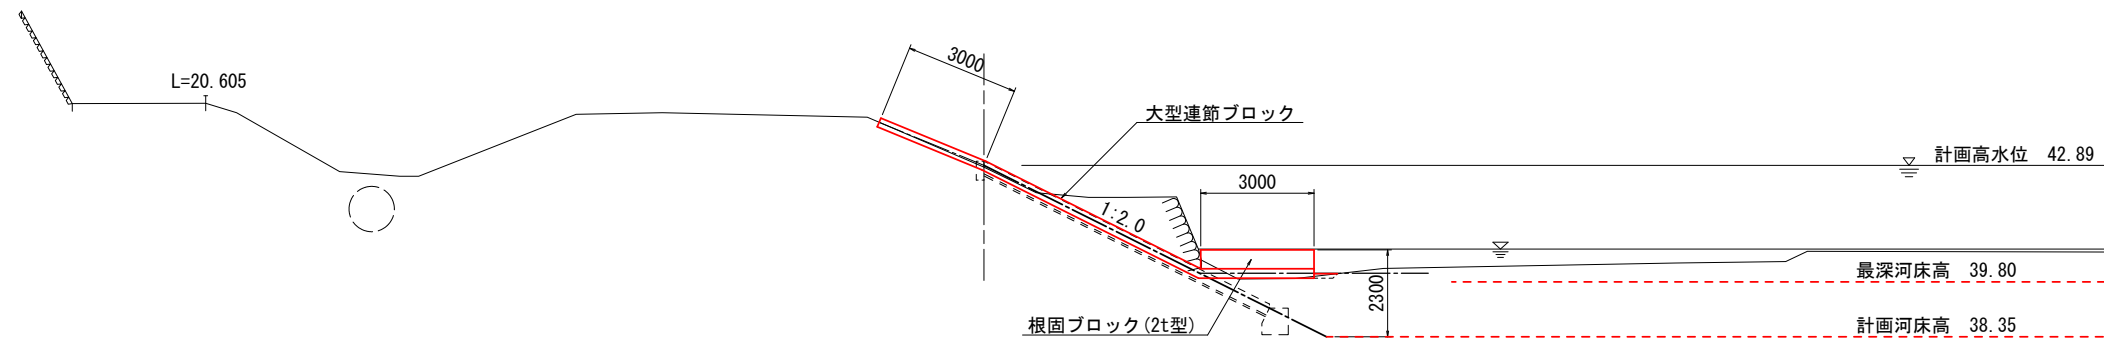 L=20.605
3000
大型連節ブロック
計画高水位 42.89
3000
1:2.0
最深河床高 39.80
2300
根固ブロック(2t型)
計画河床高 38.35